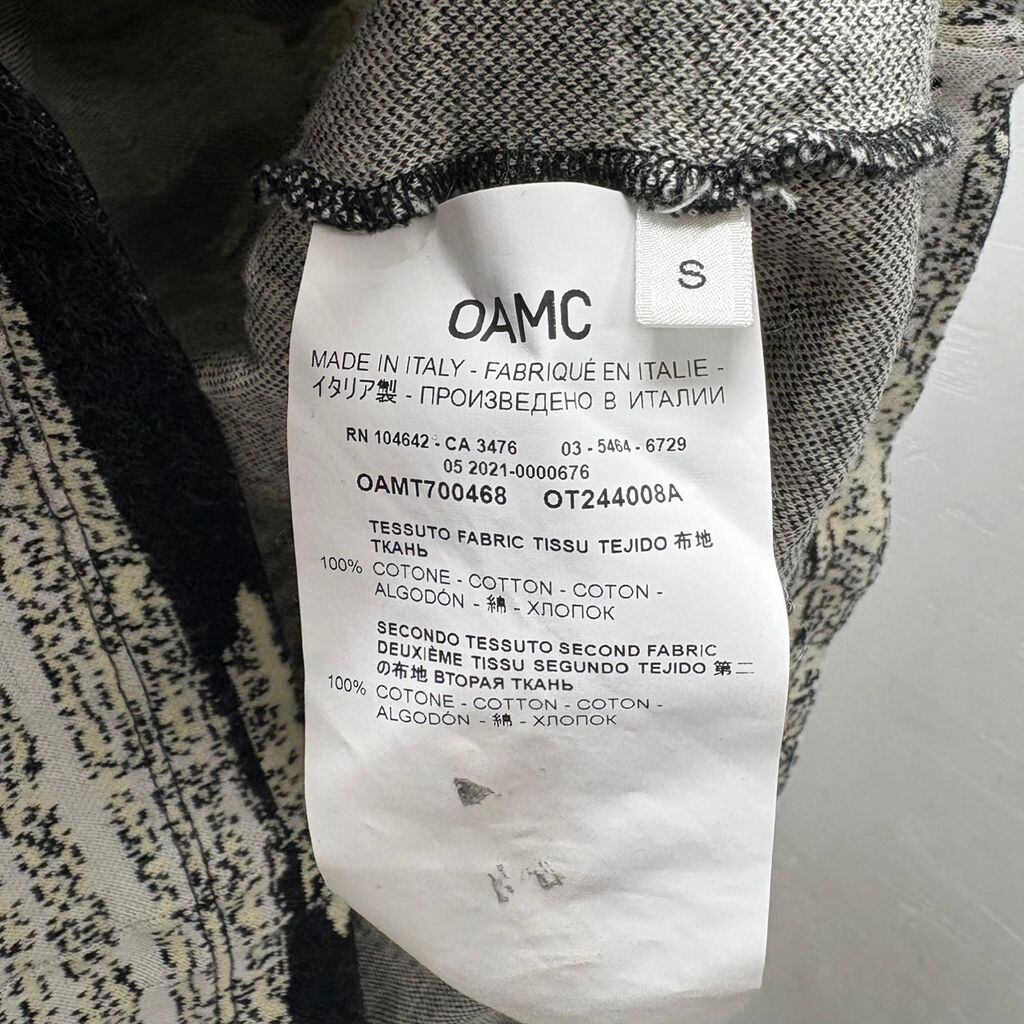 S
OAMC
MADE IN ITALY - FABRIQUÉ EN ITALIE -
イタリア製 - ПРОИЗВЕДЕНО В ИТАЛИИ
RN 104642 - CA 3476 03 - 5464 - 6729
05 2021-0000676
OAMT700468 OT244008A
TESSUTO FABRIC TISSU TEJIDO 布地
ТКАНЬ
100% COTONE - COTTON - COTON -
ALGODÓN - 綿 - ХЛОПОК
SECONDO TESSUTO SECOND FABRIC
DEUXIÈME TISSU SEGUNDO TEJIDO 第二
の布地 ВТОРАЯ ТКАНЬ
100% COTONE - COTTON - COTON -
ALGODÓN - 綿 - ХЛОПОК